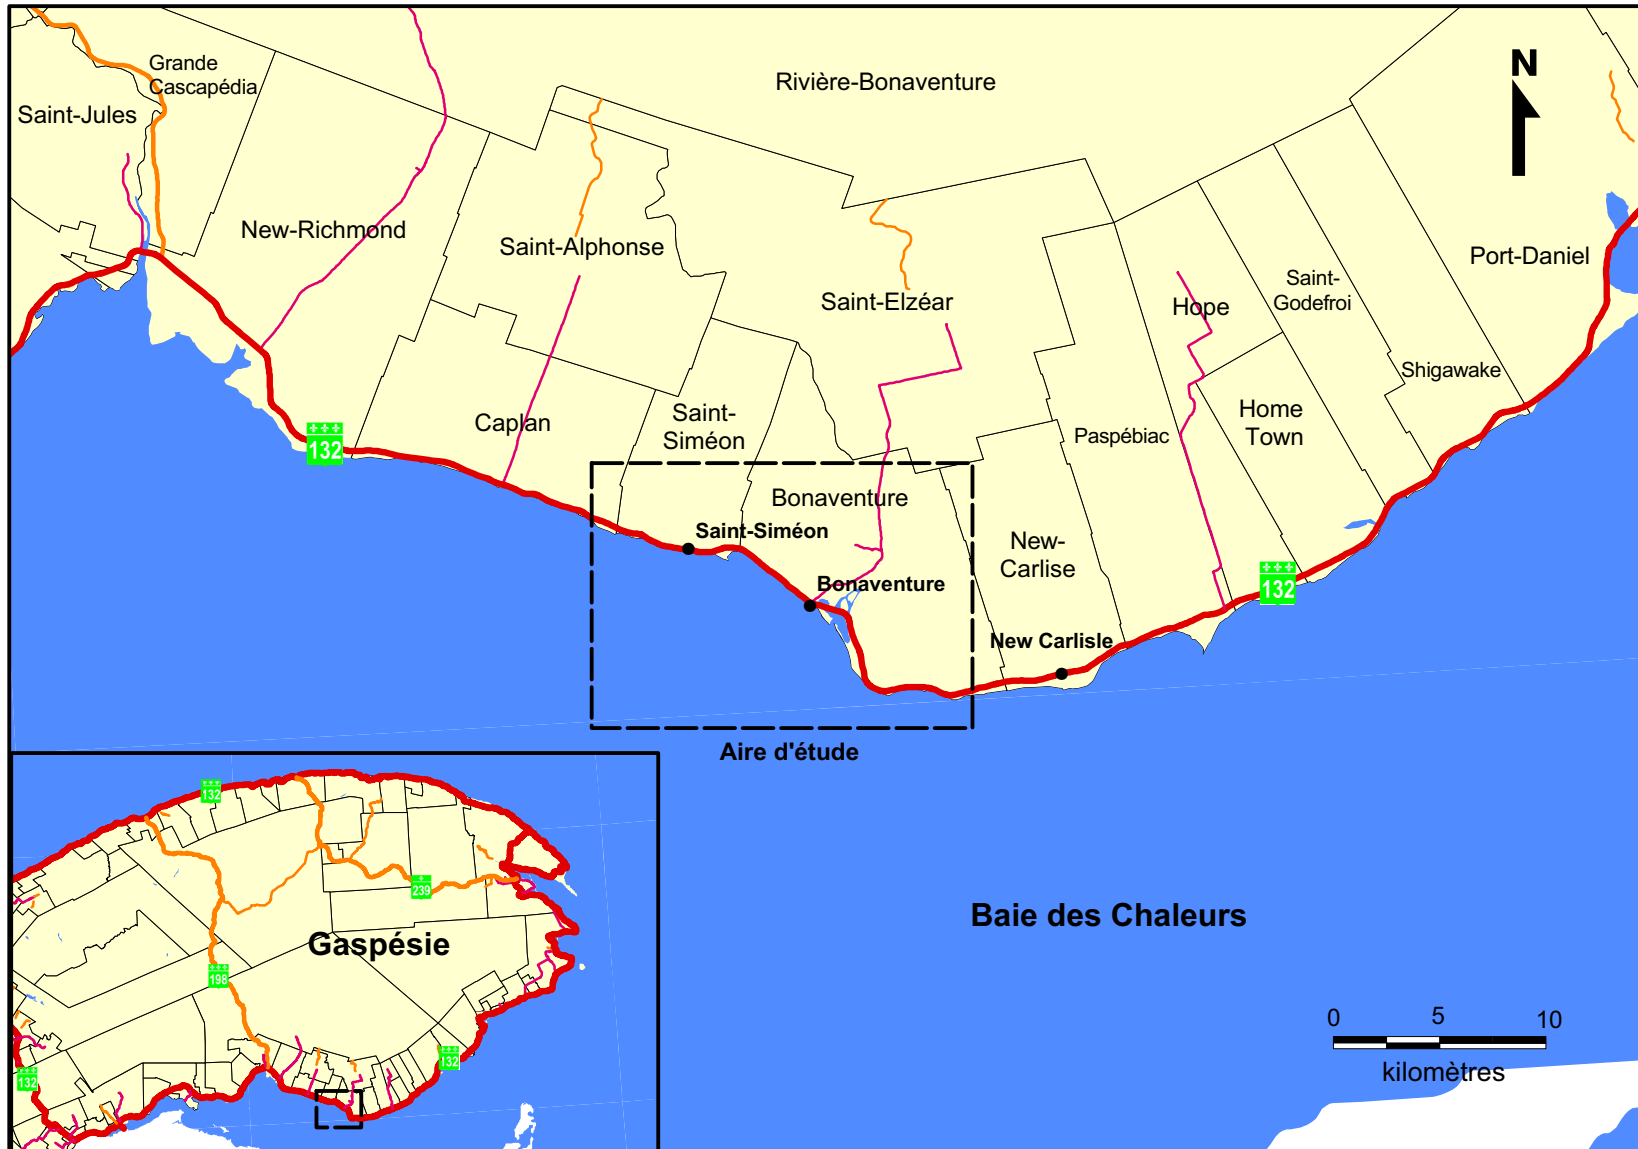 Grande
Cascapédia
Saint-Jules
Rivière-Bonaventure
N
New-Richmond
Saint-Alphonse
Saint-Elzéar
Hope
Saint-
Godefroi
Port-Daniel
Shigawake
Caplan
Saint-
Siméon
Paspébiac
Home
Town
132
Bonaventure
Saint-Siméon
New-
Carlise
Bonaventure
132
New Carlisle
Aire d'étude
132
239
Gaspésie
198
132
132
Baie des Chaleurs
0 5 10
kilomètres